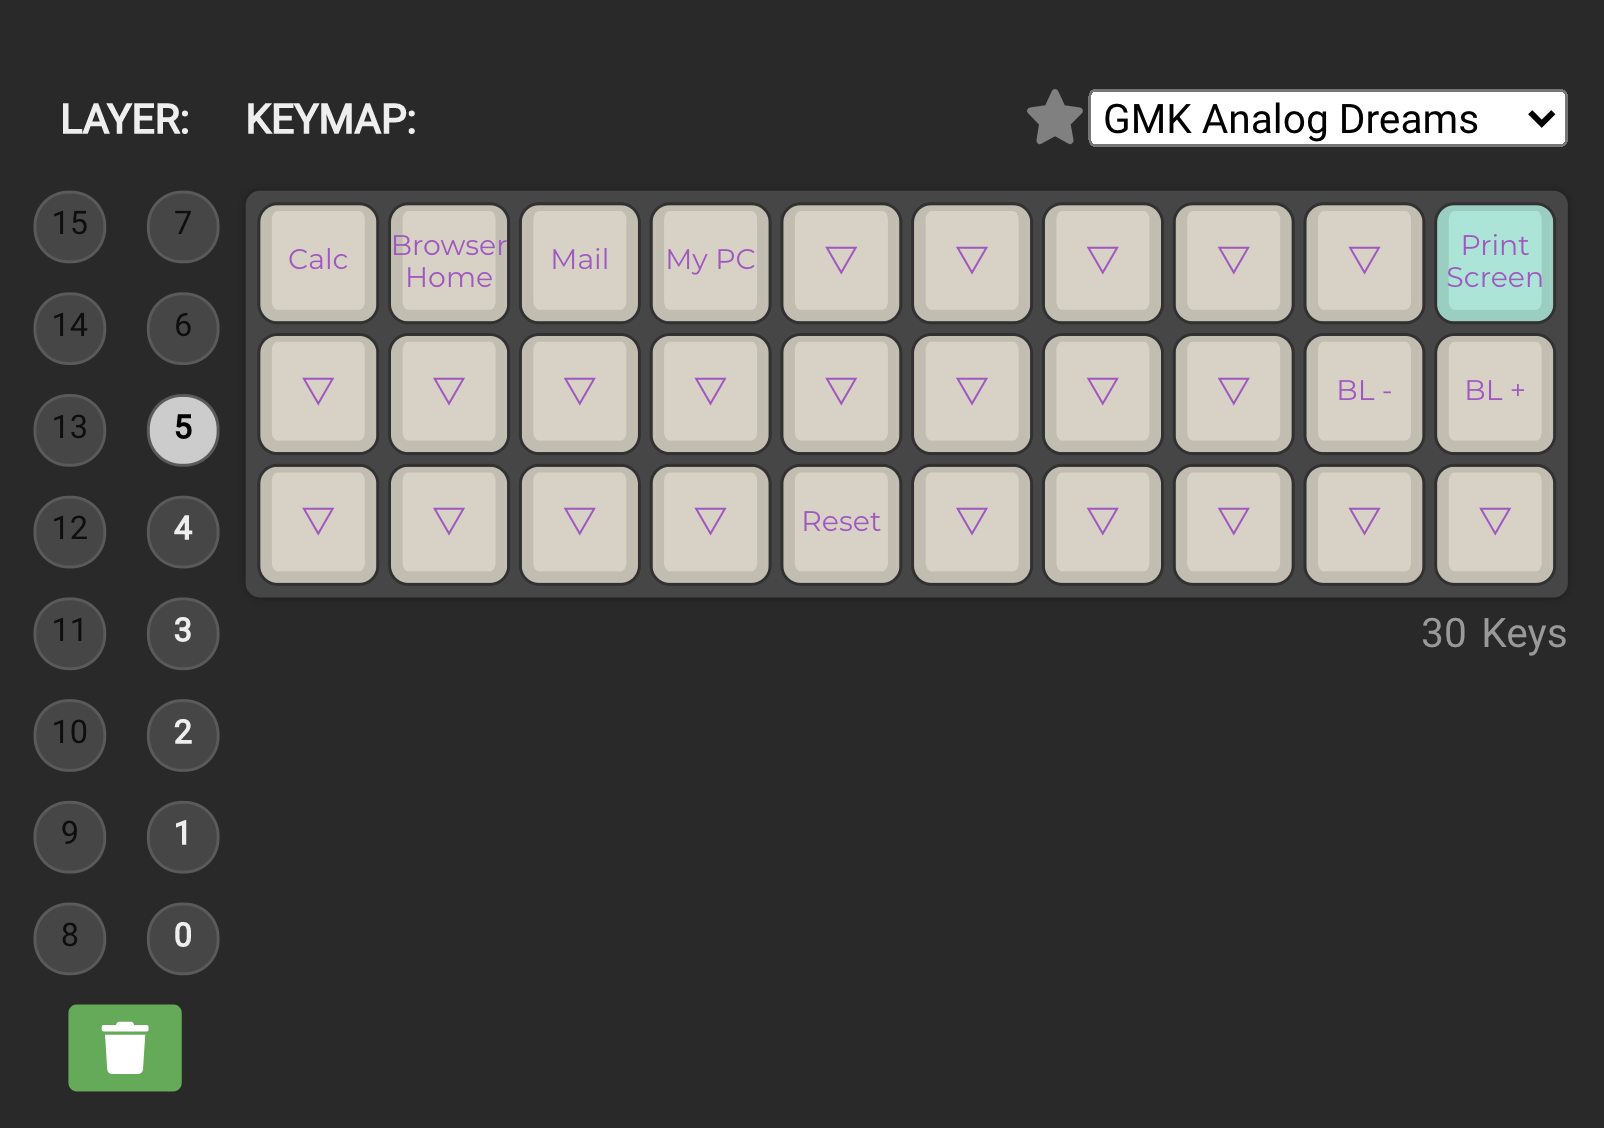 LAYER: KEYMAP: GMK Analog Dreams
15 7
Calc Browser Home Mail My PC ▽ ▽ ▽ ▽ ▽ Print Screen
14 6
▽ ▽ ▽ ▽ ▽ ▽ ▽ ▽ BL - BL +
13 5
12 4
▽ ▽ ▽ ▽ Reset ▽ ▽ ▽ ▽ ▽
11 3
30 Keys
10 2
9 1
8 0